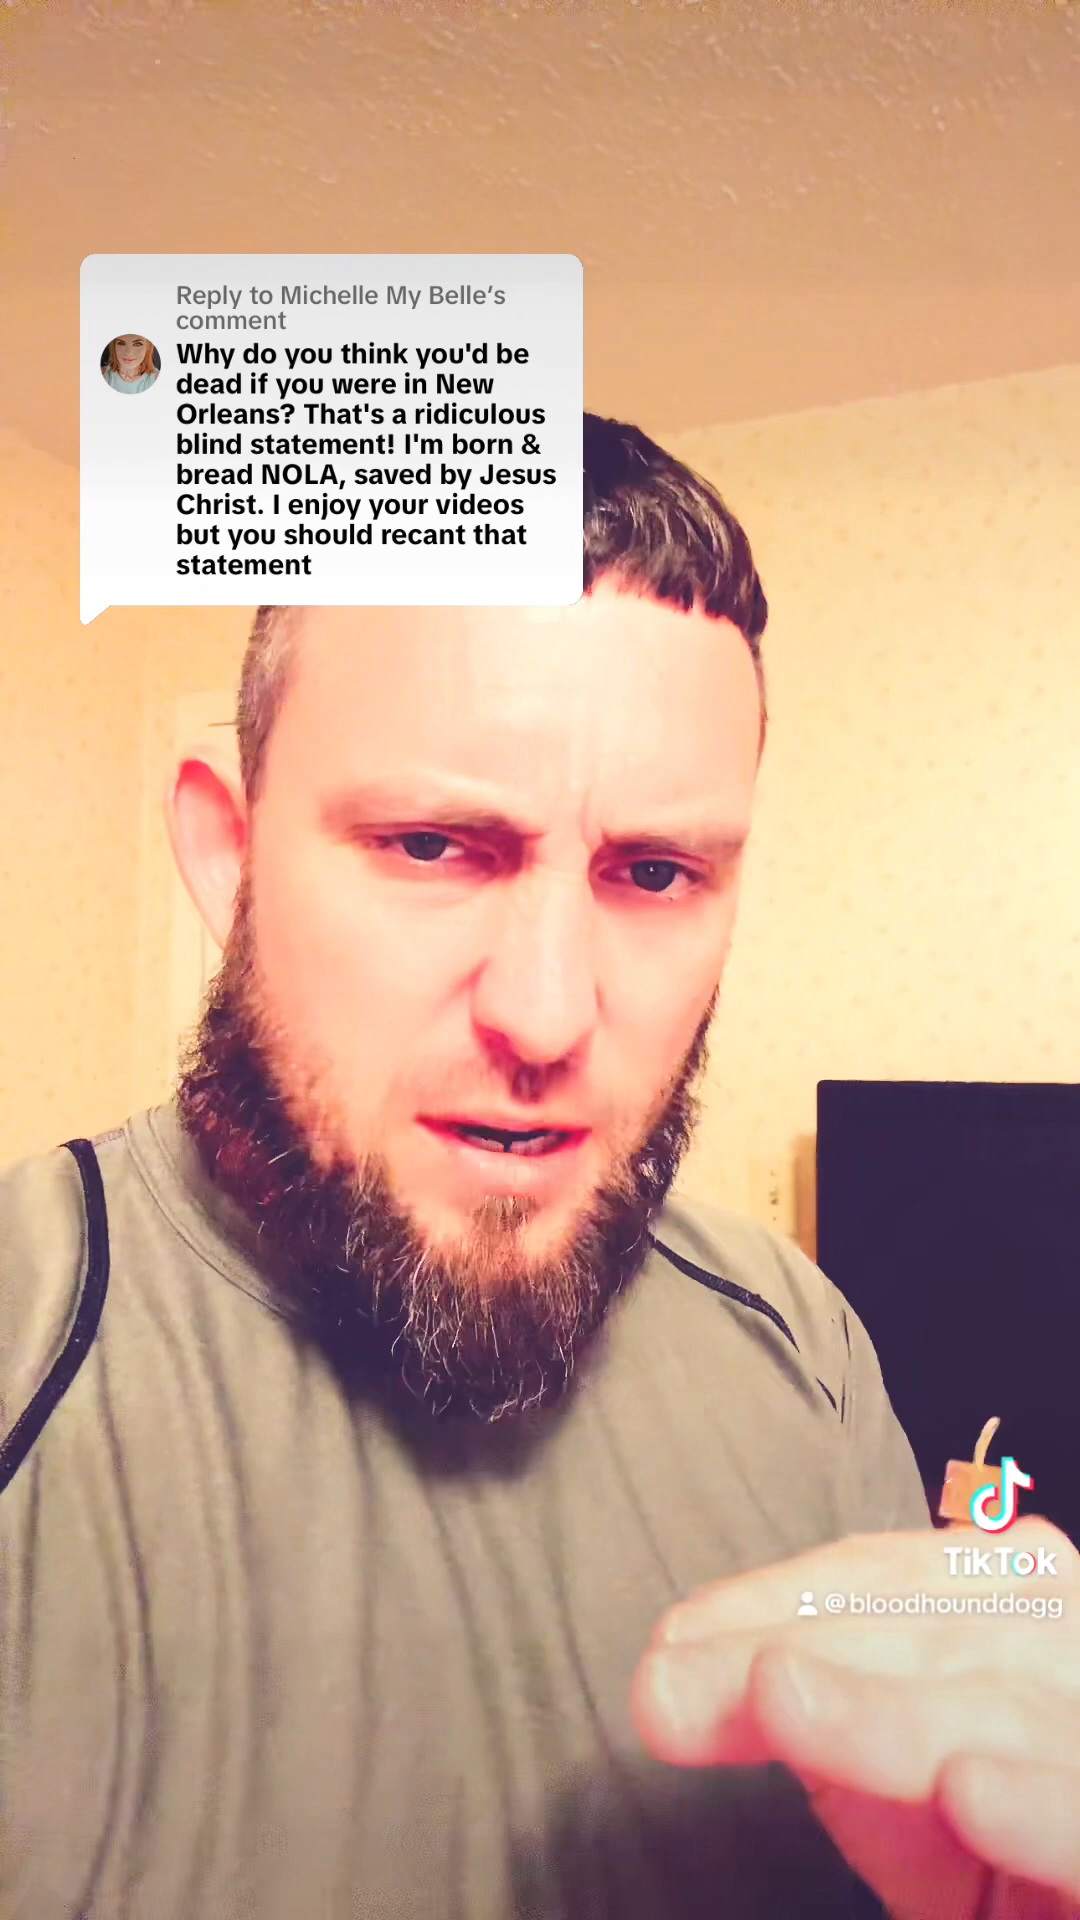 Reply to Michelle My Belle’s
comment
Why do you think you'd be
dead if you were in New
Orleans? That's a ridiculous
blind statement! I'm born &
bread NOLA, saved by Jesus
Christ. I enjoy your videos
but you should recant that
statement
TikTok
@bloodhounddogg